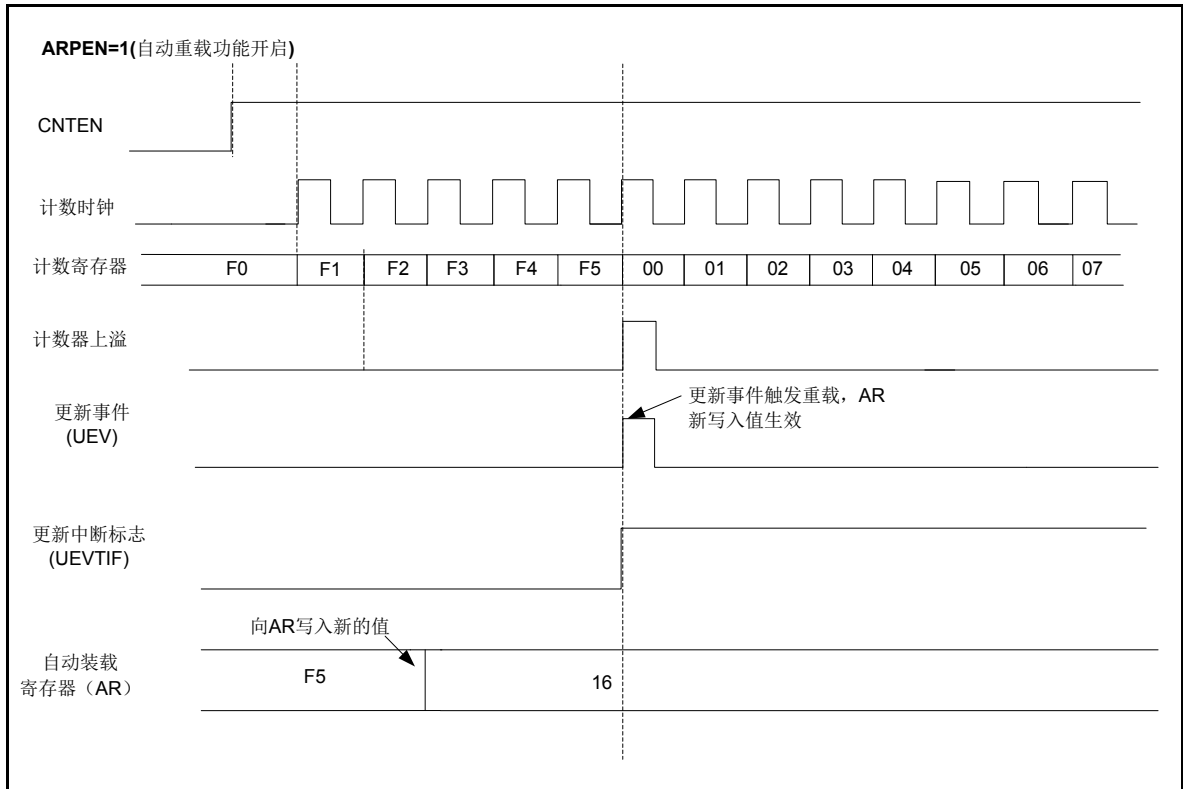 ARPEN=1(自动重载功能开启)
CNTEN
计数时钟
计数寄存器
F0 F1 F2 F3 F4 F5 00 01 02 03 04 05 06 07
计数器上溢
更新事件触发重载，AR
新写入值生效
更新事件
(UEV)
更新中断标志
(UEVTIF)
向AR写入新的值
自动装载
寄存器（AR）
F5 16